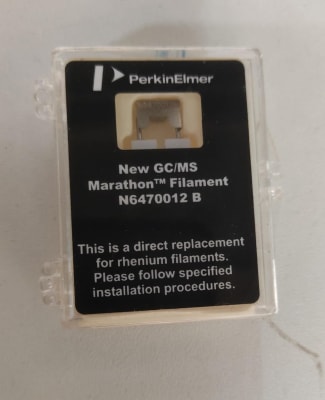 PerkinElmer
New GC/MS
Marathon™ Filament
N6470012 B
This is a direct replacement
for rhenium filaments.
Please follow specified
installation procedures.